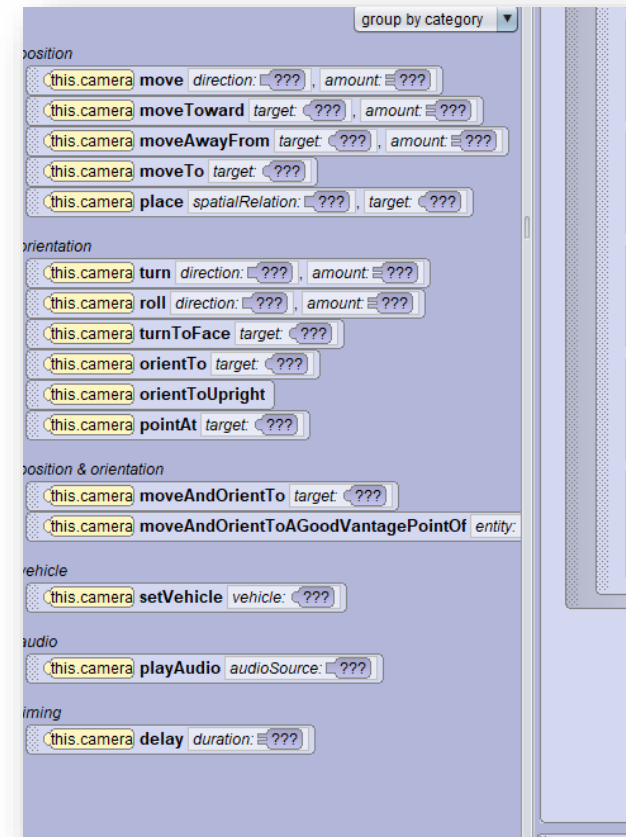 group by category
position
this.camera move direction: ??? , amount: ???
this.camera moveToward target: ??? , amount: ???
this.camera moveAwayFrom target: ??? , amount: ???
this.camera moveTo target: ???
this.camera place spatialRelation: ??? , target: ???
orientation
this.camera turn direction: ??? , amount: ???
this.camera roll direction: ??? , amount: ???
this.camera turnToFace target: ???
this.camera orientTo target: ???
this.camera orientToUpright
this.camera pointAt target: ???
position & orientation
this.camera moveAndOrientTo target: ???
this.camera moveAndOrientToAGoodVantagePointOf entity:
vehicle
this.camera setVehicle vehicle: ???
audio
this.camera playAudio audioSource: ???
timing
this.camera delay duration: ???